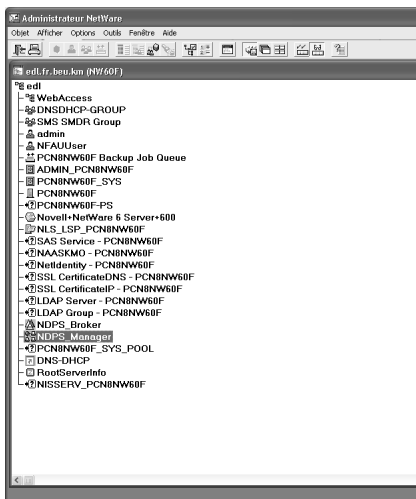 Administrateur NetWare
Objet Afficher Options Outils Fenêtre Aide
edl.fr.beu.km (NW60F)
edl
WebAccess
DNSDHCP-GROUP
SMS SMDR Group
admin
NFAUUser
PCN8NW60F Backup Job Queue
ADMIN_PCN8NW60F
PCN8NW60F_SYS
PCN8NW60F
PCN8NW60F-PS
Novell+NetWare 6 Server+600
NLS_LSP_PCN8NW60F
SAS Service - PCN8NW60F
NAASKMO - PCN8NW60F
NetIdentity - PCN8NW60F
SSL CertificateDNS - PCN8NW60F
SSL CertificateIP - PCN8NW60F
LDAP Server - PCN8NW60F
LDAP Group - PCN8NW60F
NDPS_Broker
NDPS_Manager
PCN8NW60F_SYS_POOL
DNS-DHCP
RootServerInfo
NISSERV_PCN8NW60F